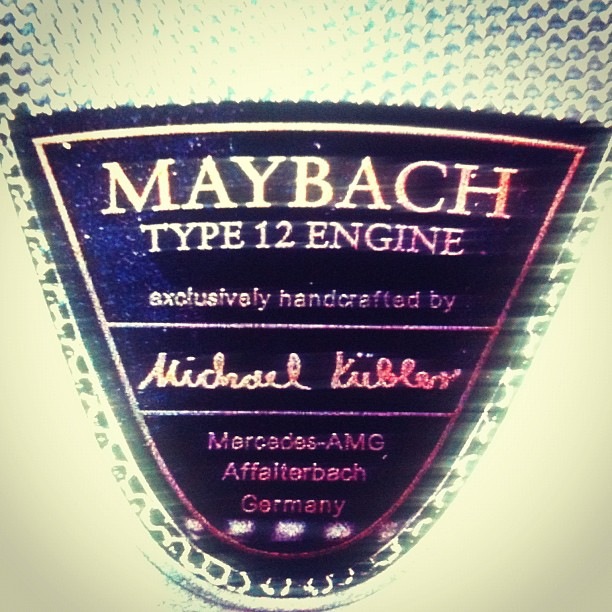 MAYBACH
TYPE 12 ENGINE
exclusively handcrafted by
Michael Kübler
Mercedes-AMG
Affalterbach
Germany